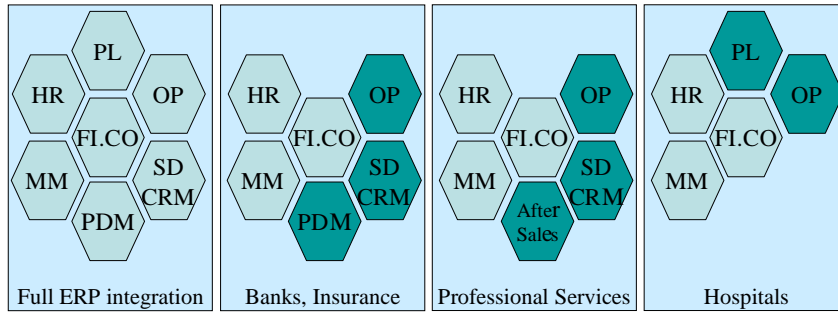 PL
HR
OP
FI.CO
MM
SD
CRM
PDM
Full ERP integration
HR
OP
FI.CO
MM
SD
CRM
PDM
Banks, Insurance
HR
OP
FI.CO
MM
SD
CRM
After
Sales
Professional Services
PL
HR
OP
FI.CO
MM
Hospitals